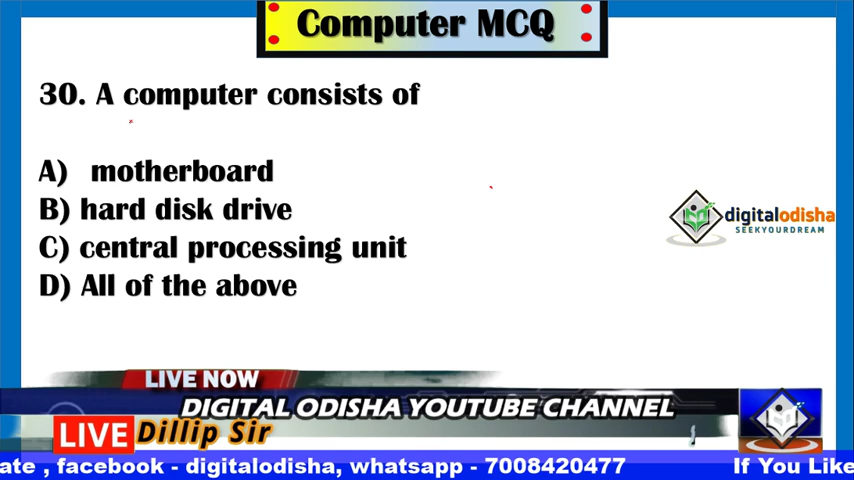 Computer MCQ
30. A computer consists of
A) motherboard
B) hard disk drive
C) central processing unit
D) All of the above
digitalodisha
SEEKYOURDREAM
LIVE NOW
DIGITAL ODISHA YOUTUBE CHANNEL
LIVE Dillip Sir
ate , facebook - digitalodisha, whatsapp - 7008420477 If You Like